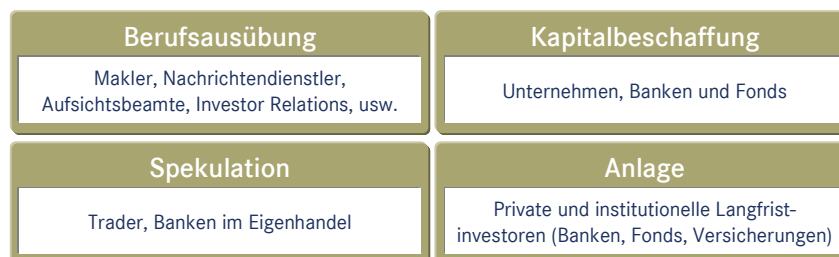 Berufsausübung
Makler, Nachrichtendienstler,
Aufsichtsbeamte, Investor Relations, usw.
Kapitalbeschaffung
Unternehmen, Banken und Fonds
Spekulation
Trader, Banken im Eigenhandel
Anlage
Private und institutionelle Langfrist-
investoren (Banken, Fonds, Versicherungen)